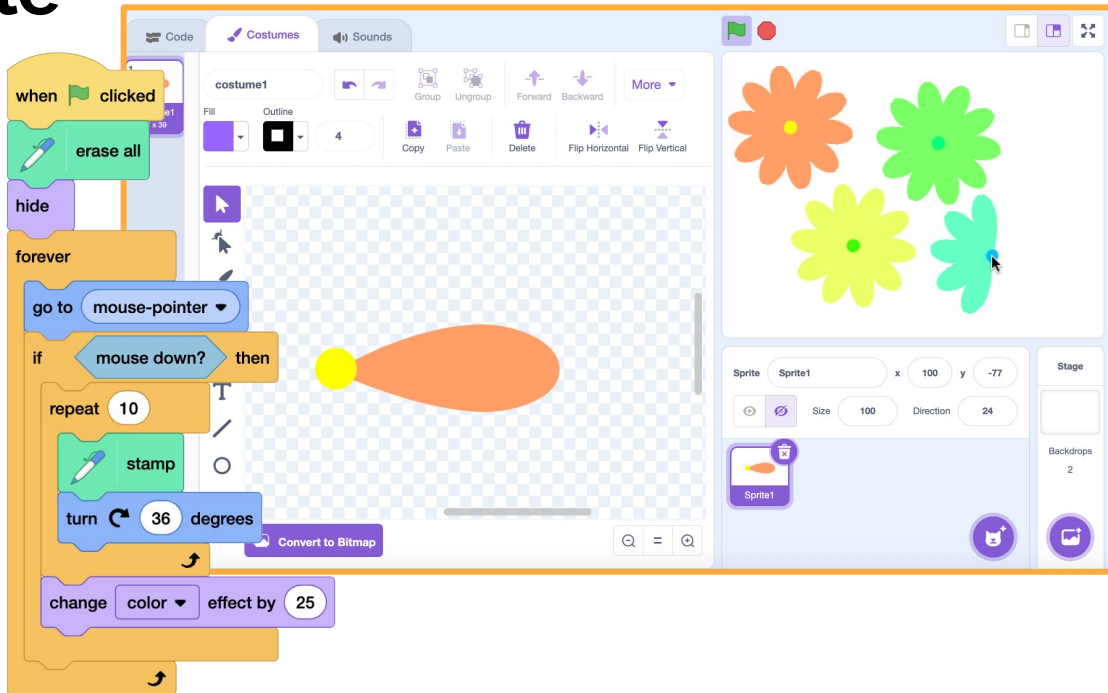 Code Costumes Sounds
when clicked
erase all
hide
forever
go to mouse-pointer
if mouse down? then
repeat 10
stamp
turn 36 degrees
change color effect by 25
1
x 39
costume1
Group Ungroup Forward Backward
More
Fill Outline
4
Copy Paste Delete Flip Horizontal Flip Vertical
T
Convert to Bitmap
=
Sprite Sprite1 x 100 y -77
Size 100 Direction 24
Sprite1
Stage
Backdrops
2